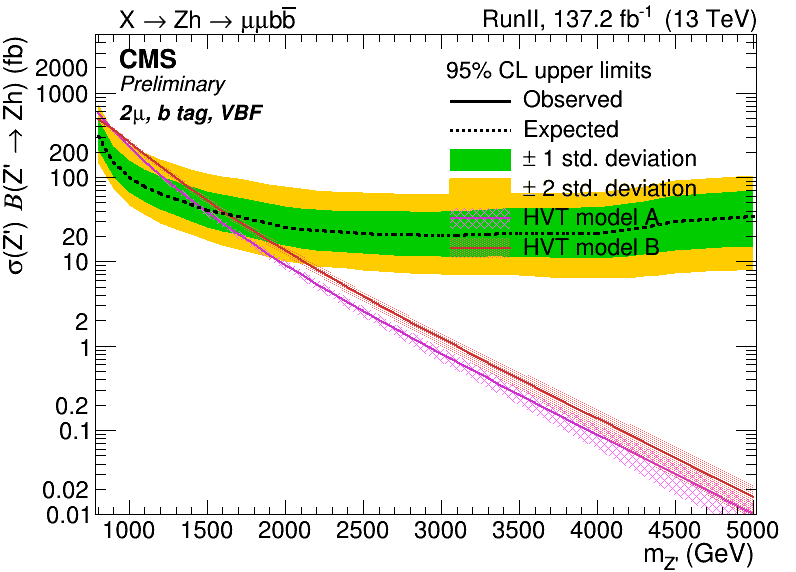 X → Zh → μμbb̅
RunII, 137.2 fb⁻¹ (13 TeV)
CMS
Preliminary
2μ, b tag, VBF
95% CL upper limits
Observed
Expected
± 1 std. deviation
± 2 std. deviation
HVT model A
HVT model B
σ(Z') B(Z' → Zh) (fb)
2000
1000
200
100
20
10
2
1
0.2
0.1
0.02
0.01
1000 1500 2000 2500 3000 3500 4000 4500 5000
m_Z' (GeV)